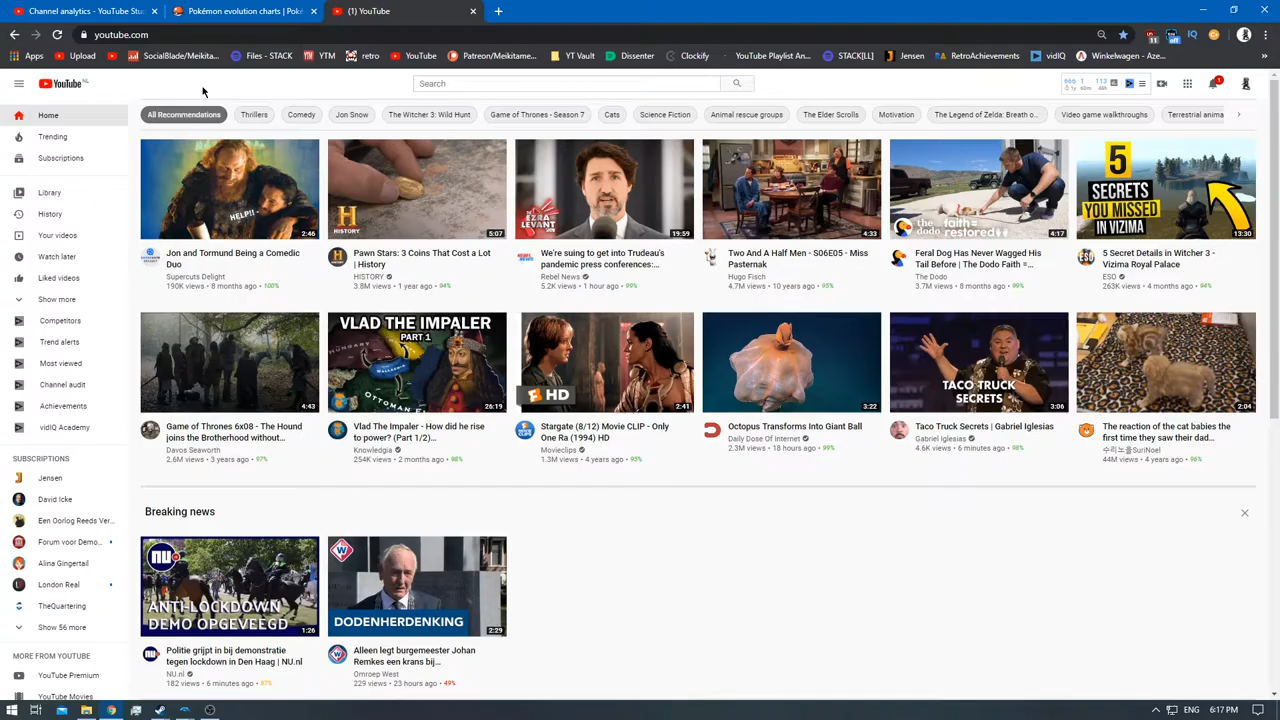 Channel analytics - YouTube Stu
Pokémon evolution charts | Poké
(1) YouTube
youtube.com
Apps
SocialBlade/Meikita...
Files - STACK
YTM
retro
YouTube
Patreon/Meikitame...
YT Vault
Dissenter
Clockify
YouTube Playlist An...
STACK[LL]
Jensen
RetroAchievements
vidIQ
Winkelwagen - Aze...
YouTube NL
Search
Home
Trending
Subscriptions
Library
History
Your videos
Watch later
Liked videos
Show more
Competitors
Trend alerts
Most viewed
Channel audit
Achievements
vidIQ Academy
SUBSCRIPTIONS
Jensen
David Icke
Een Oorlog Reeds Ver...
Forum voor Demo...
Alina Gingertail
London Real
TheQuartering
Show 56 more
MORE FROM YOUTUBE
YouTube Premium
YouTube Movies
All Recommendations
Thrillers
Comedy
Jon Snow
The Witcher 3: Wild Hunt
Game of Thrones - Season 7
Cats
Science Fiction
Animal rescue groups
The Elder Scrolls
Motivation
The Legend of Zelda: Breath o...
Video game walkthroughs
Terrestrial anima
HELP!! -
2:46
Jon and Tormund Being a Comedic
Duo
Supercuts Delight
190K views • 8 months ago • 100%
H
HISTORY
5:07
Pawn Stars: 3 Coins That Cost a Lot
| History
HISTORY
3.8M views • 1 year ago • 94%
THE
EZRA
LEVANT
SHOW
19:59
We're suing to get into Trudeau's
pandemic press conferences:...
Rebel News
5.2K views • 1 hour ago • 99%
4:33
Two And A Half Men - S06E05 - Miss
Pasternak
Hugo Fisch
4.7M views • 10 years ago • 95%
the dodo
faith=
restored
4:17
Feral Dog Has Never Wagged His
Tail Before | The Dodo Faith =...
The Dodo
3.7M views • 8 months ago • 99%
5
SECRETS
YOU MISSED
IN VIZIMA
13:30
5 Secret Details in Witcher 3 -
Vizima Royal Palace
ESO
263K views • 4 months ago • 94%
4:43
Game of Thrones 6x08 - The Hound
joins the Brotherhood without...
Davos Seaworth
2.6M views • 3 years ago • 97%
VLAD THE IMPALER
PART 1
HUNGARY
WALLACHIA
OTTOMAN
26:19
Vlad The Impaler - How did he rise
to power? (Part 1/2)...
Knowledgia
254K views • 2 months ago • 98%
HD
2:41
Stargate (8/12) Movie CLIP - Only
One Ra (1994) HD
Movieclips
1.3M views • 4 years ago • 93%
3:22
Octopus Transforms Into Giant Ball
Daily Dose Of Internet
2.3M views • 18 hours ago • 99%
TACO TRUCK
SECRETS
3:06
Taco Truck Secrets | Gabriel Iglesias
Gabriel Iglesias
4.6K views • 6 minutes ago • 98%
2:04
The reaction of the cat babies the
first time they saw their dad...
수리노을SuriNoel
44M views • 4 years ago • 96%
Breaking news
NU
ANTI-LOCKDOWN
DEMO OPGEVEEGD
1:26
Politie grijpt in bij demonstratie
tegen lockdown in Den Haag | NU.nl
NU.nl
182 views • 6 minutes ago • 87%
W
DODENHERDENKING
2:29
Alleen legt burgemeester Johan
Remkes een krans bij...
Omroep West
229 views • 23 hours ago • 49%
ENG
6:17 PM